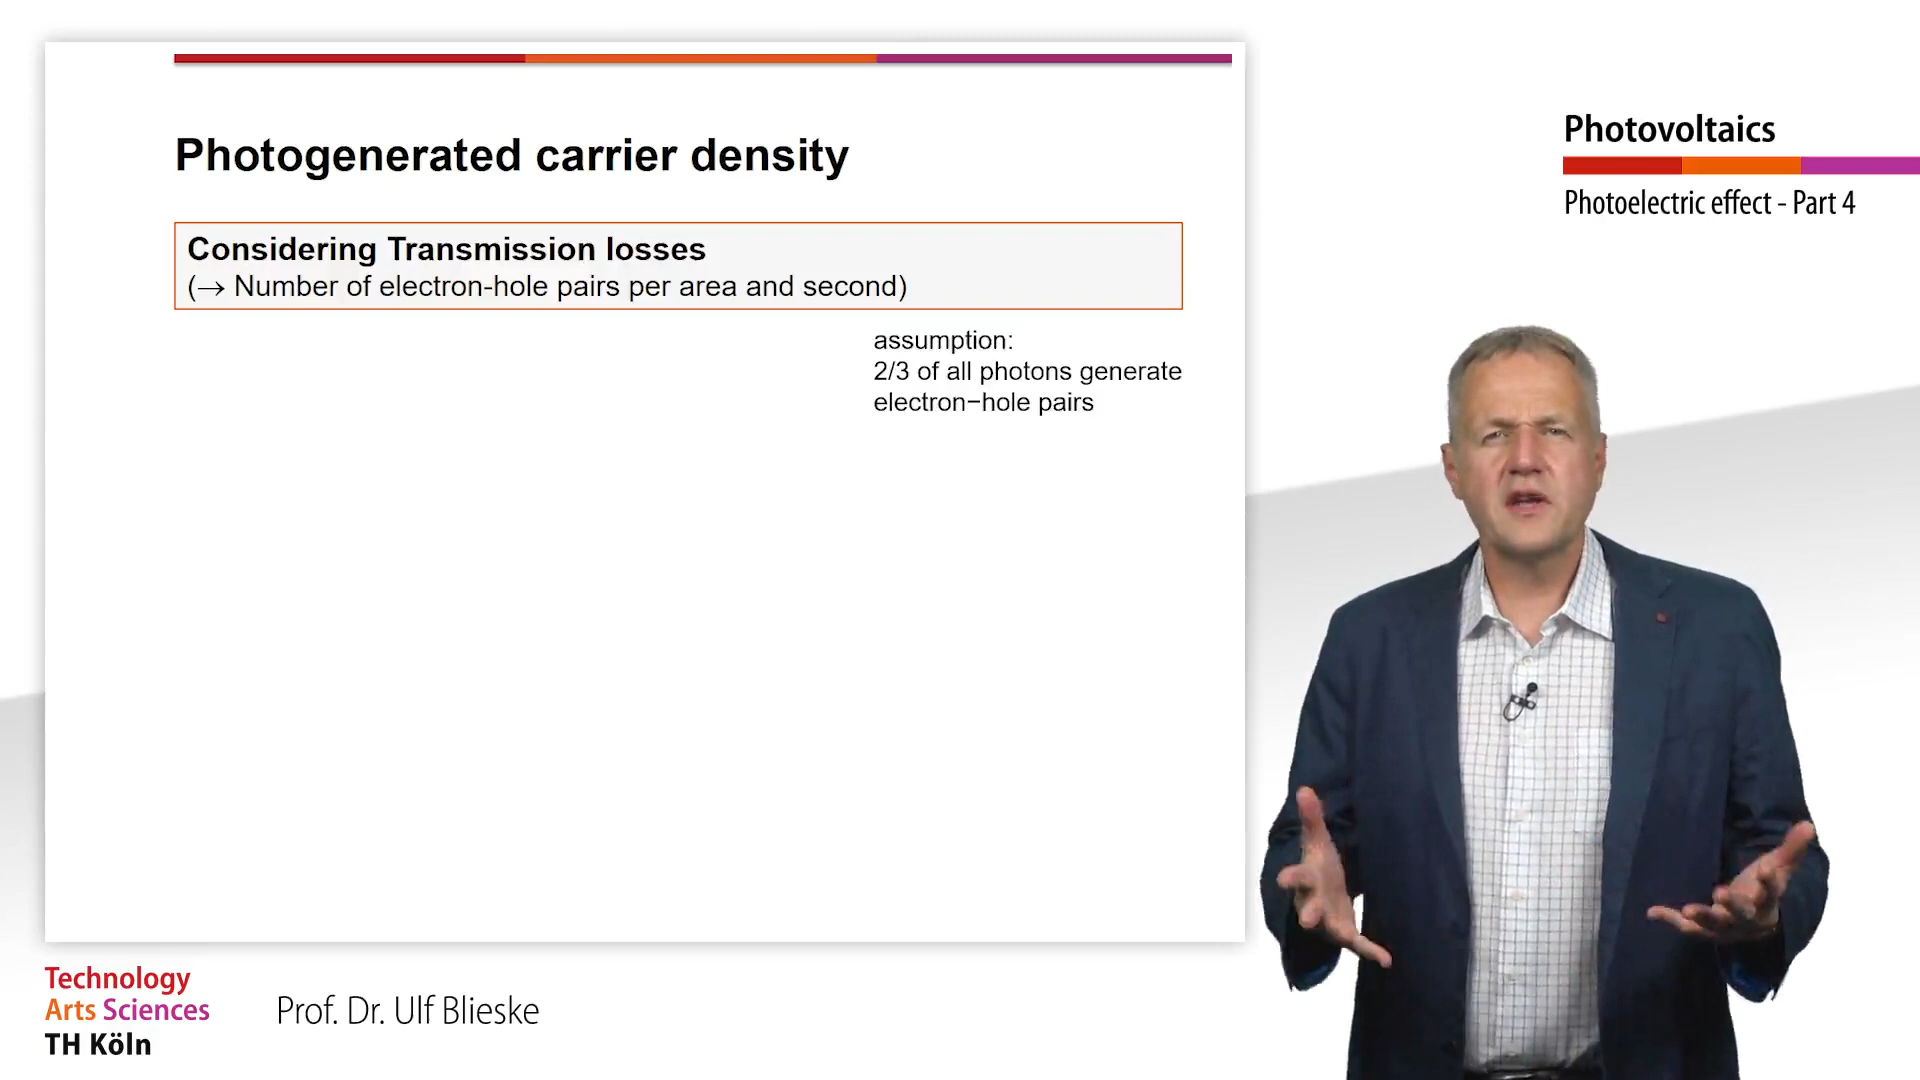 Photogenerated carrier density
Considering Transmission losses
(→ Number of electron-hole pairs per area and second)
assumption:
2/3 of all photons generate
electron−hole pairs
Photovoltaics
Photoelectric effect - Part 4
Technology
Arts Sciences
TH Köln
Prof. Dr. Ulf Blieske